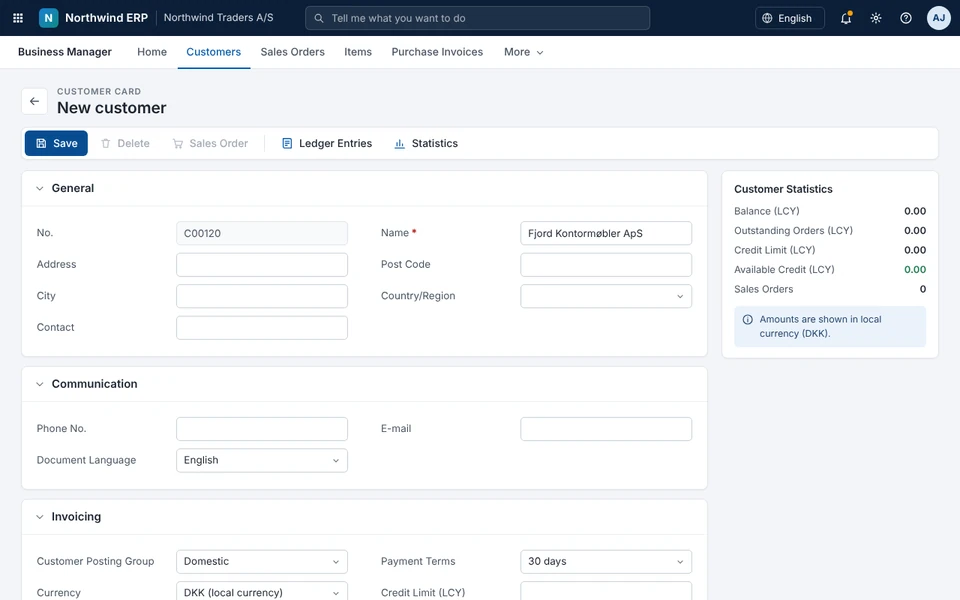 N Northwind ERP Northwind Traders A/S Tell me what you want to do English AJ
Business Manager Home Customers Sales Orders Items Purchase Invoices More
CUSTOMER CARD
New customer
Save Delete Sales Order Ledger Entries Statistics
General
No. C00120 Name * Fjord Kontormøbler ApS
Address Post Code
City Country/Region
Contact
Customer Statistics
Balance (LCY) 0.00
Outstanding Orders (LCY) 0.00
Credit Limit (LCY) 0.00
Available Credit (LCY) 0.00
Sales Orders 0
Amounts are shown in local
currency (DKK).
Communication
Phone No. E-mail
Document Language English
Invoicing
Customer Posting Group Domestic Payment Terms 30 days
Currency DKK (local currency) Credit Limit (LCY)